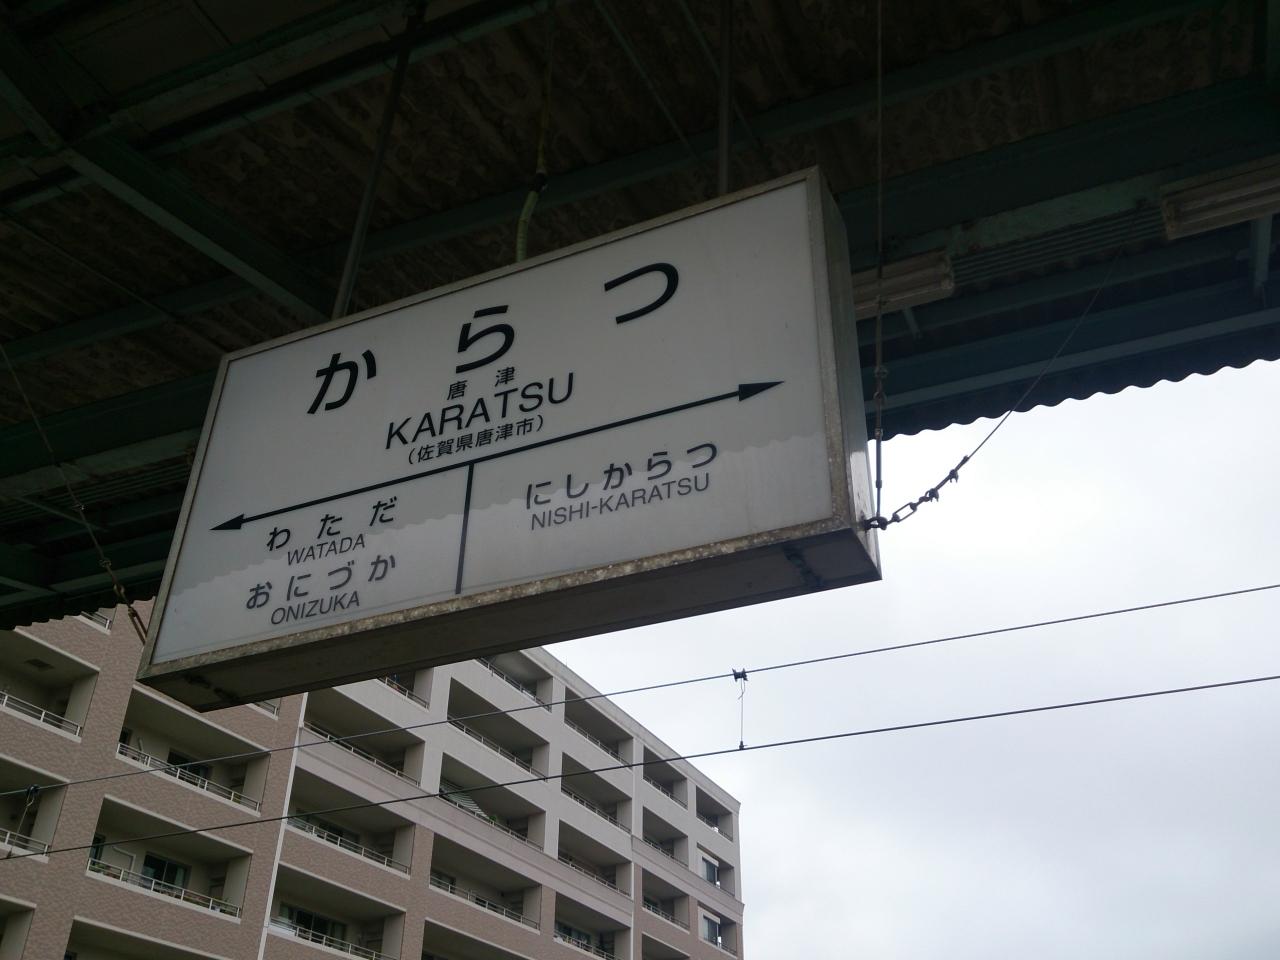 からつ
唐津
KARATSU
(佐賀県唐津市)
わただ
WATADA
おにづか
ONIZUKA
にしからつ
NISHI-KARATSU